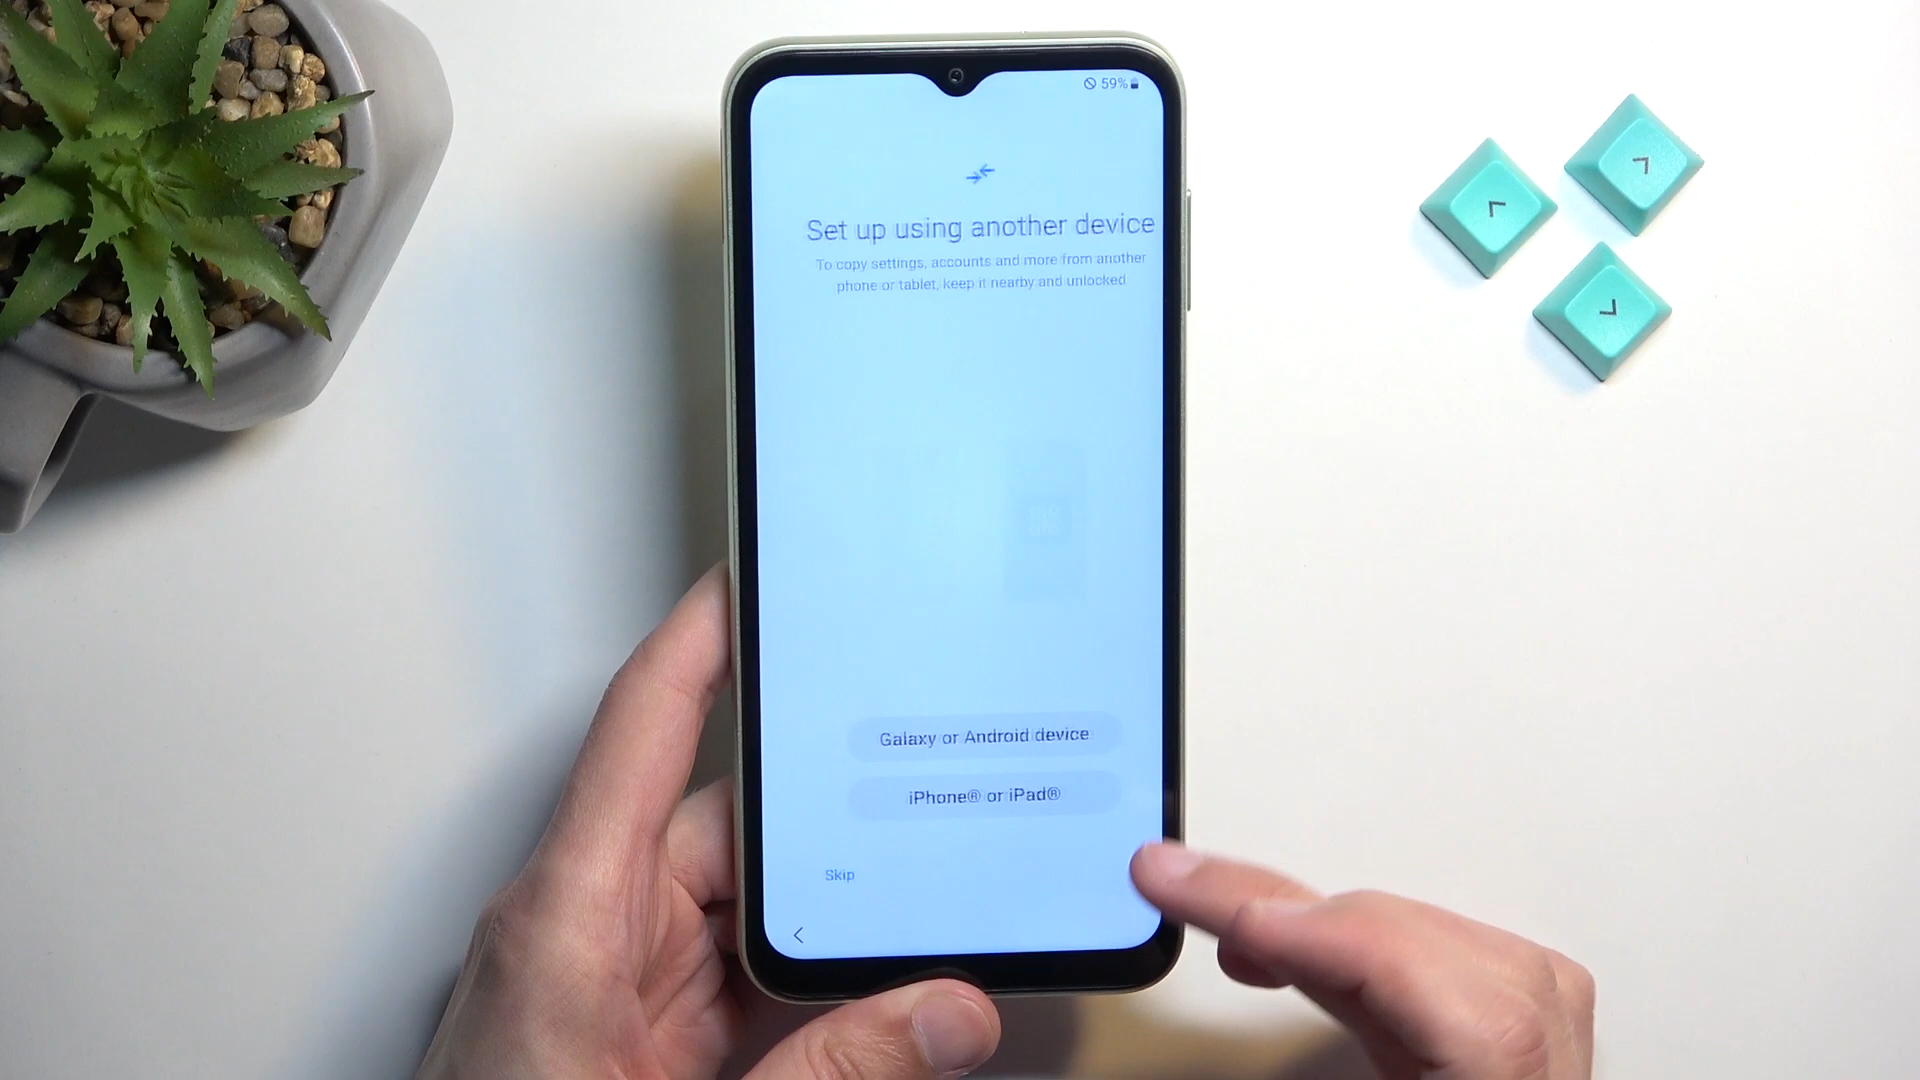 59%
Set up using another device
To copy settings, accounts and more from another
phone or tablet, keep it nearby and unlocked
Galaxy or Android device
iPhone® or iPad®
Skip